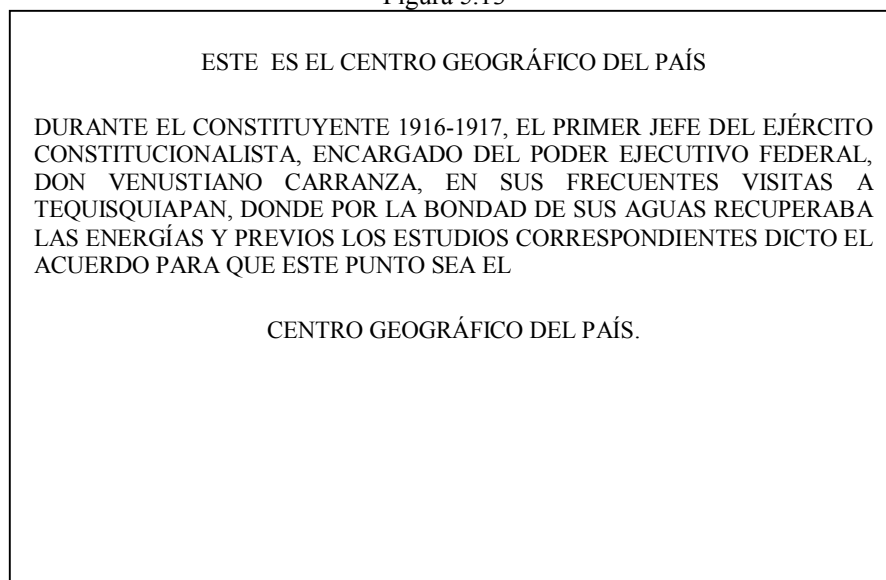 Figura 5.13
ESTE ES EL CENTRO GEOGRÁFICO DEL PAÍS
DURANTE EL CONSTITUYENTE 1916-1917, EL PRIMER JEFE DEL EJÉRCITO
CONSTITUCIONALISTA, ENCARGADO DEL PODER EJECUTIVO FEDERAL,
DON VENUSTIANO CARRANZA, EN SUS FRECUENTES VISITAS A
TEQUISQUIAPAN, DONDE POR LA BONDAD DE SUS AGUAS RECUPERABA
LAS ENERGÍAS Y PREVIOS LOS ESTUDIOS CORRESPONDIENTES DICTO EL
ACUERDO PARA QUE ESTE PUNTO SEA EL
CENTRO GEOGRÁFICO DEL PAÍS.